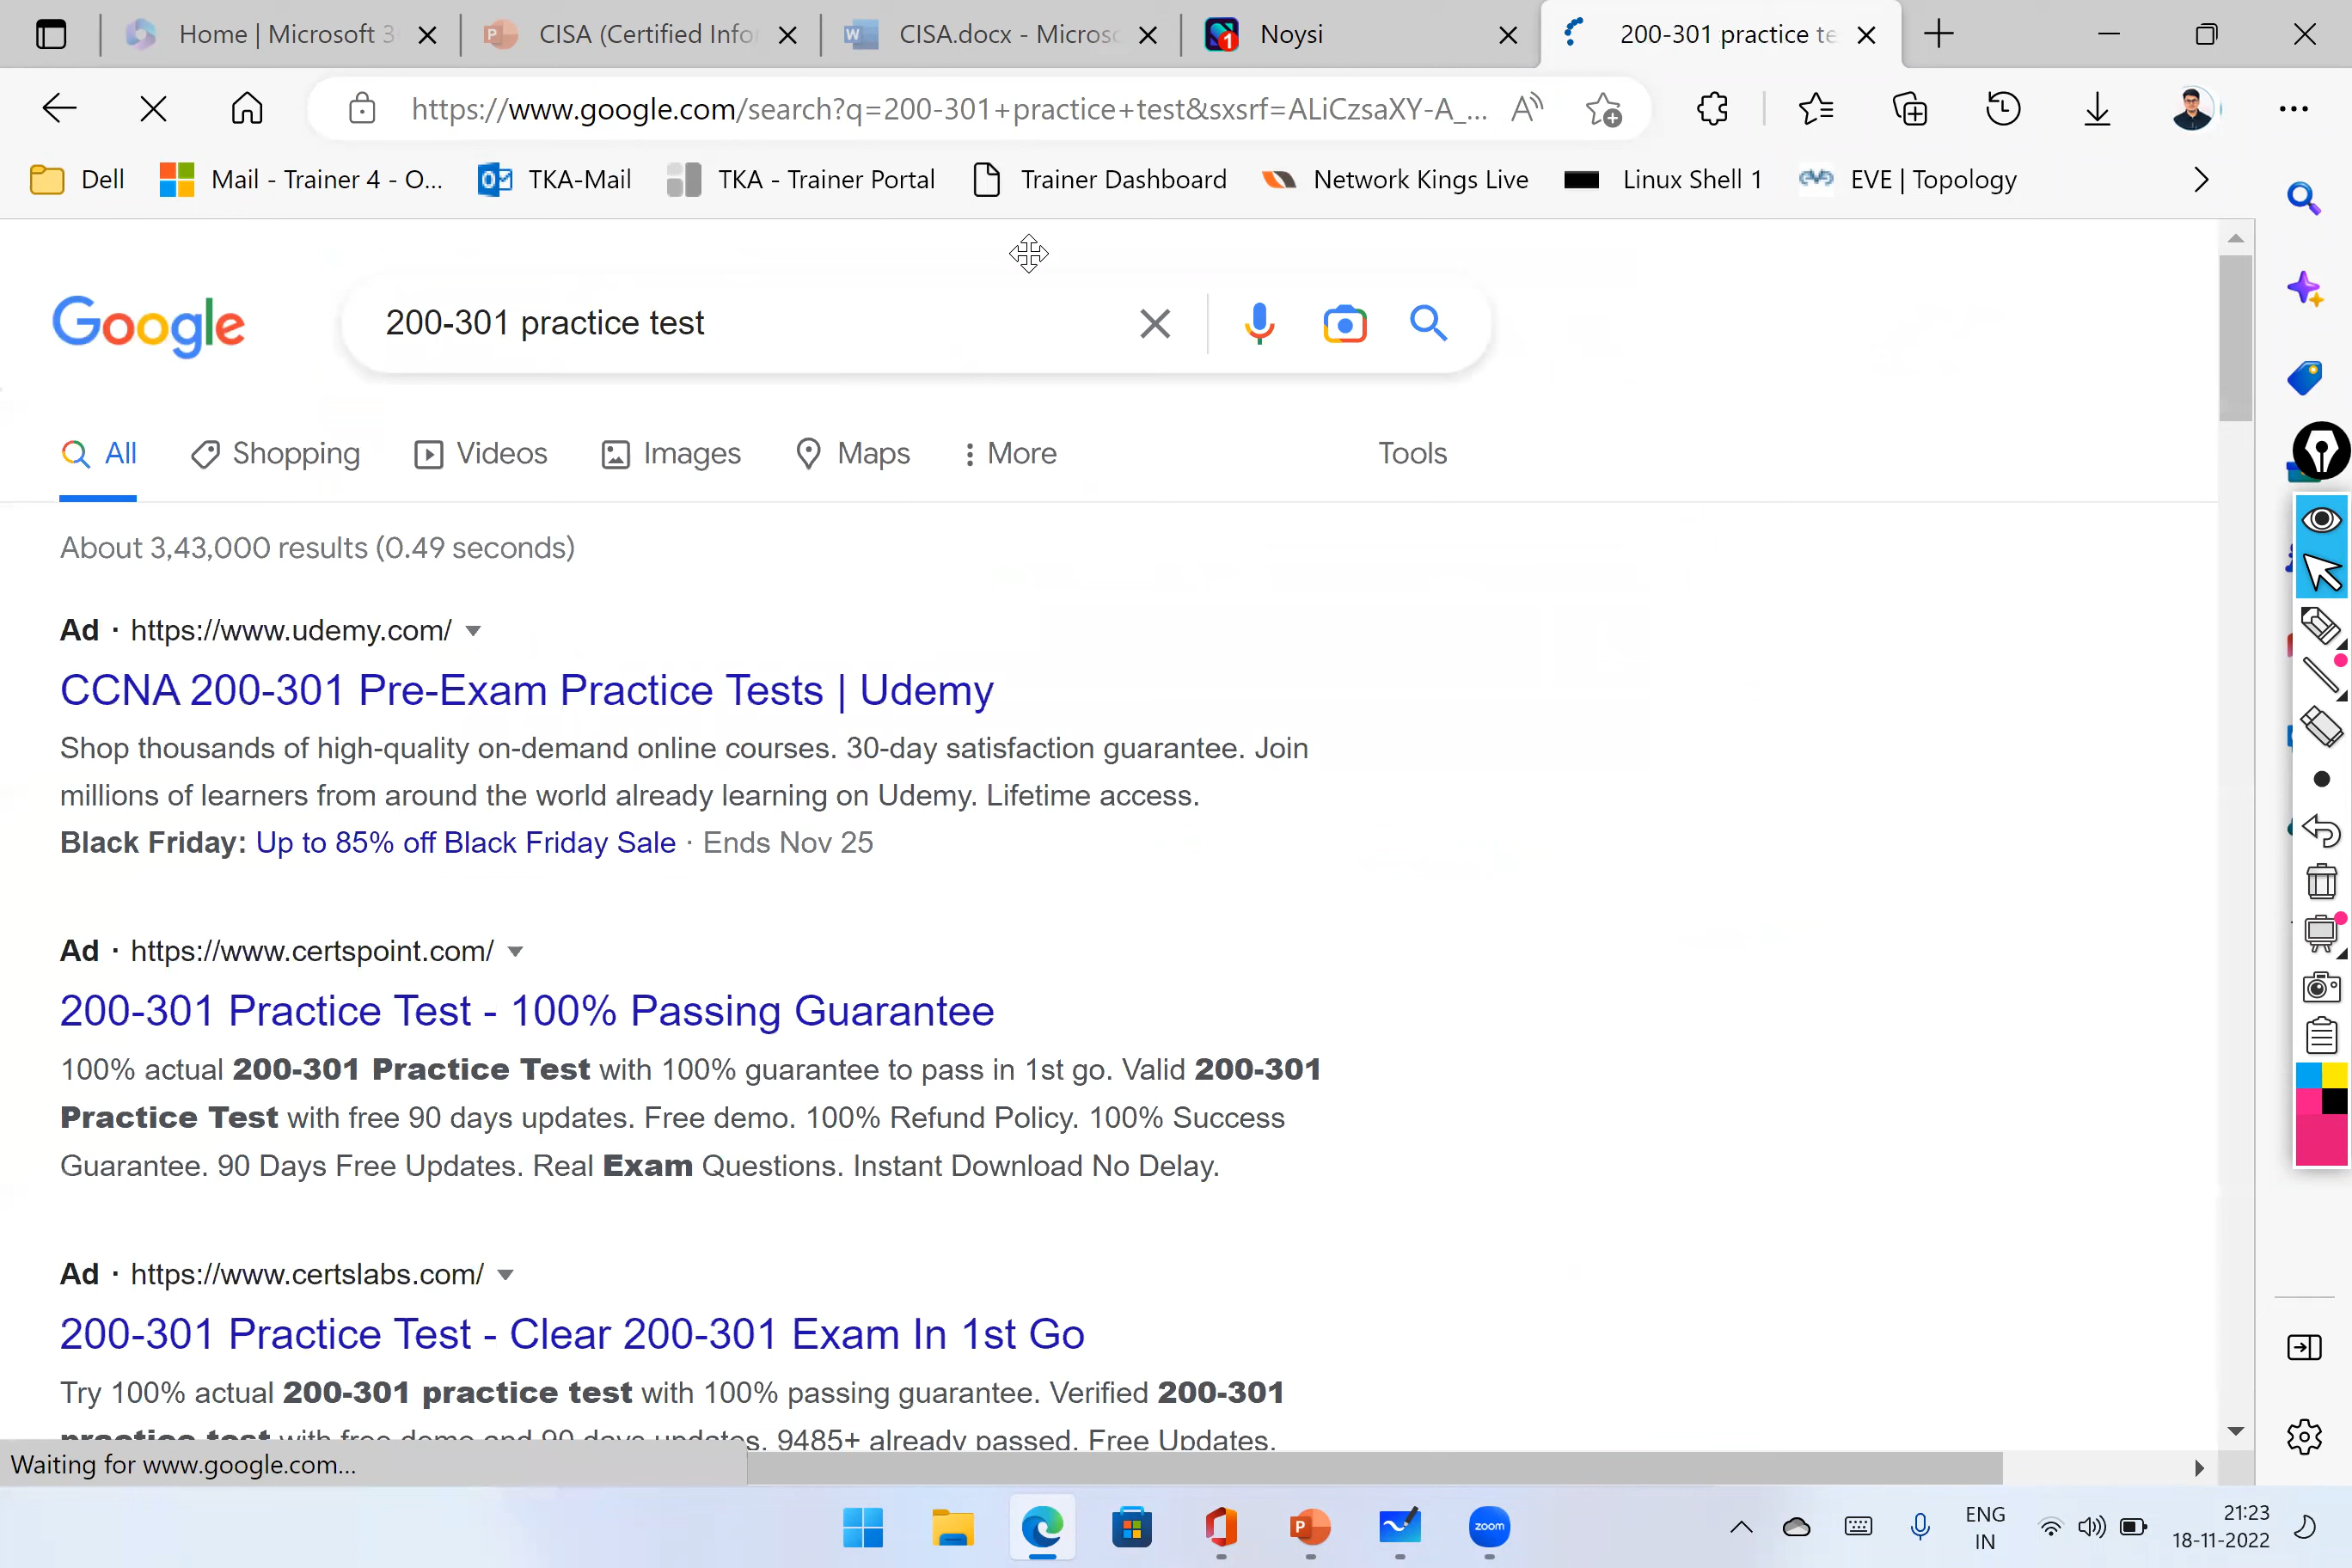 Home | Microsoft 3
CISA (Certified Infor
CISA.docx - Microso
Noysi
200-301 practice te
https://www.google.com/search?q=200-301+practice+test&sxsrf=ALiCzsaXY-A_...
Dell
Mail - Trainer 4 - O...
TKA-Mail
TKA - Trainer Portal
Trainer Dashboard
Network Kings Live
Linux Shell 1
EVE | Topology
Google
200-301 practice test
All
Shopping
Videos
Images
Maps
More
Tools
About 3,43,000 results (0.49 seconds)
Ad · https://www.udemy.com/
CCNA 200-301 Pre-Exam Practice Tests | Udemy
Shop thousands of high-quality on-demand online courses. 30-day satisfaction guarantee. Join
millions of learners from around the world already learning on Udemy. Lifetime access.
Black Friday: Up to 85% off Black Friday Sale · Ends Nov 25
Ad · https://www.certspoint.com/
200-301 Practice Test - 100% Passing Guarantee
100% actual 200-301 Practice Test with 100% guarantee to pass in 1st go. Valid 200-301
Practice Test with free 90 days updates. Free demo. 100% Refund Policy. 100% Success
Guarantee. 90 Days Free Updates. Real Exam Questions. Instant Download No Delay.
Ad · https://www.certslabs.com/
200-301 Practice Test - Clear 200-301 Exam In 1st Go
Try 100% actual 200-301 practice test with 100% passing guarantee. Verified 200-301
practice test with free demo and 90 days updates. 9485+ already passed. Free Updates.
Waiting for www.google.com...
zoom
ENG
IN
21:23
18-11-2022